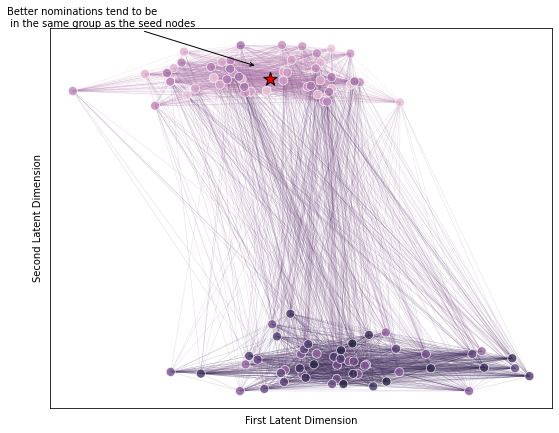 Better nominations tend to be
in the same group as the seed nodes
Second Latent Dimension
First Latent Dimension